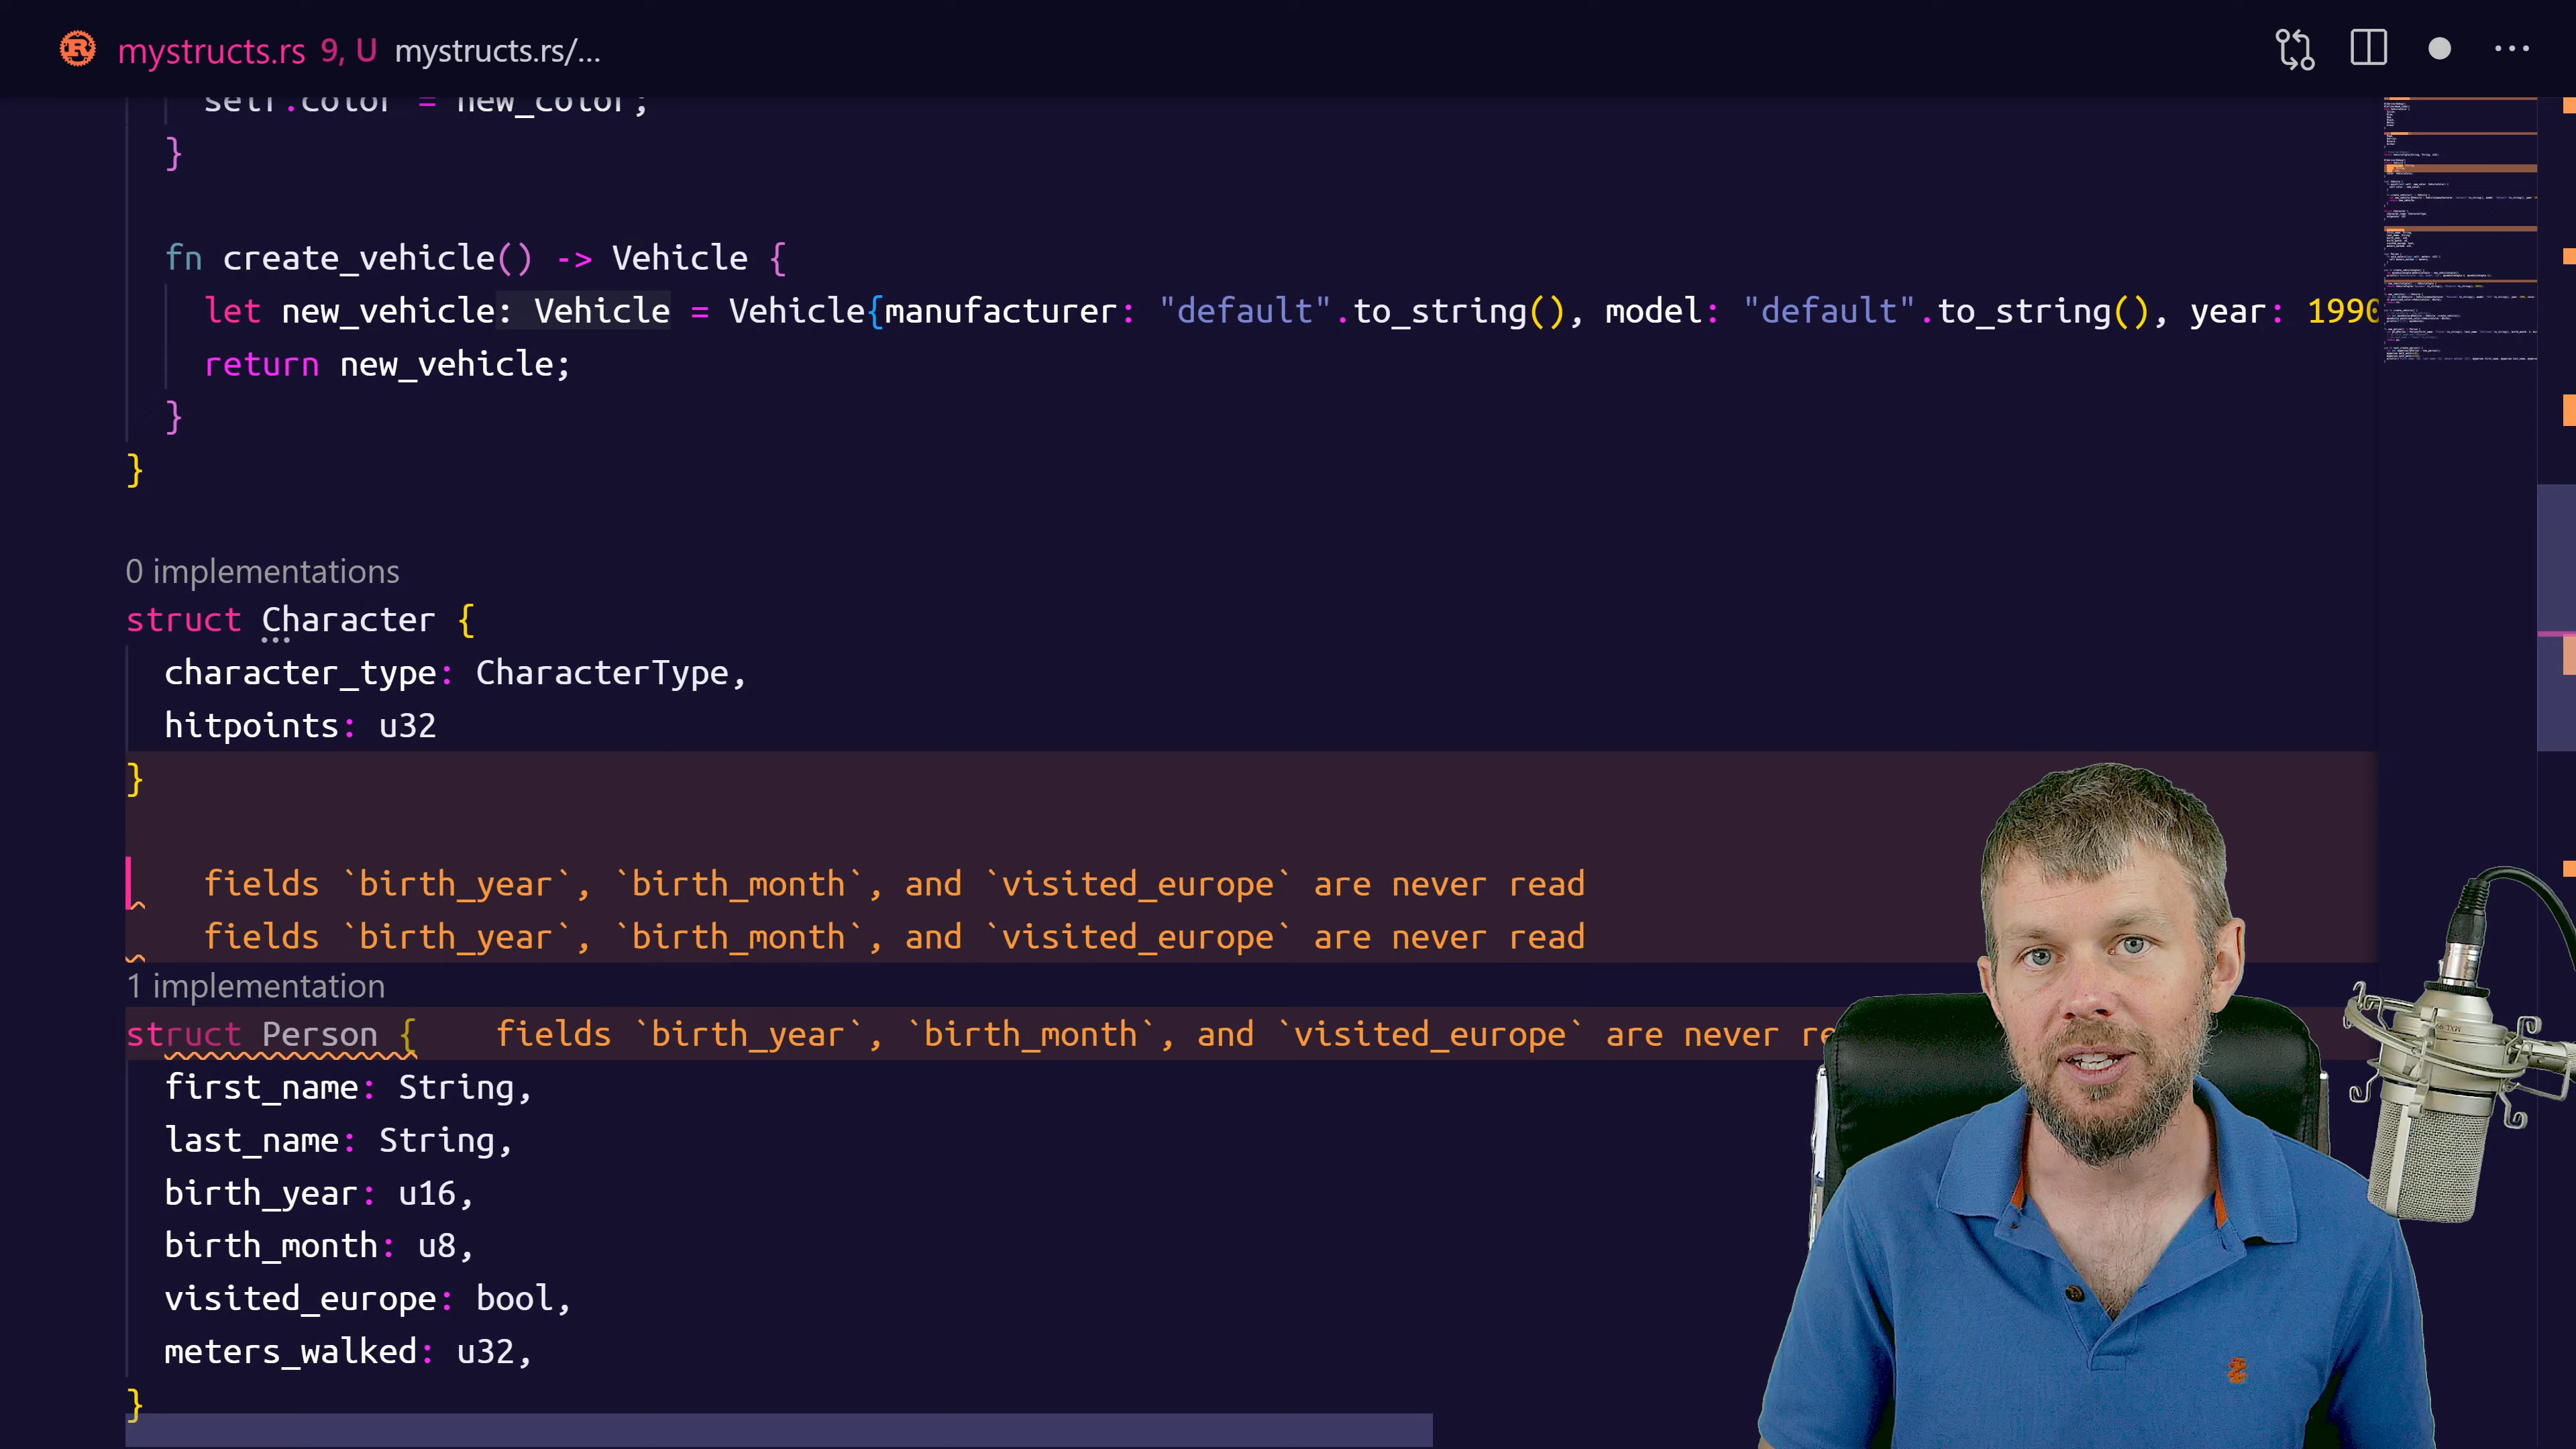 mystructs.rs 9, U mystructs.rs/...
self.color = new_color;
}
fn create_vehicle() -> Vehicle {
let new_vehicle: Vehicle = Vehicle{manufacturer: "default".to_string(), model: "default".to_string(), year: 1990
return new_vehicle;
}
}
0 implementations
struct Character {
character_type: CharacterType,
hitpoints: u32
}
fields `birth_year`, `birth_month`, and `visited_europe` are never read
fields `birth_year`, `birth_month`, and `visited_europe` are never read
1 implementation
struct Person { fields `birth_year`, `birth_month`, and `visited_europe` are never re
first_name: String,
last_name: String,
birth_year: u16,
birth_month: u8,
visited_europe: bool,
meters_walked: u32,
}